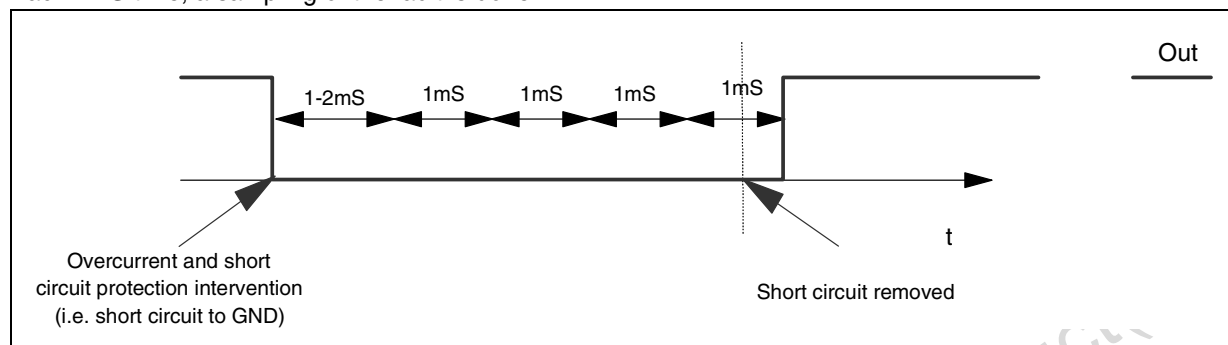 Out
1-2mS 1mS 1mS 1mS 1mS
t
Overcurrent and short
circuit protection intervention
(i.e. short circuit to GND)
Short circuit removed